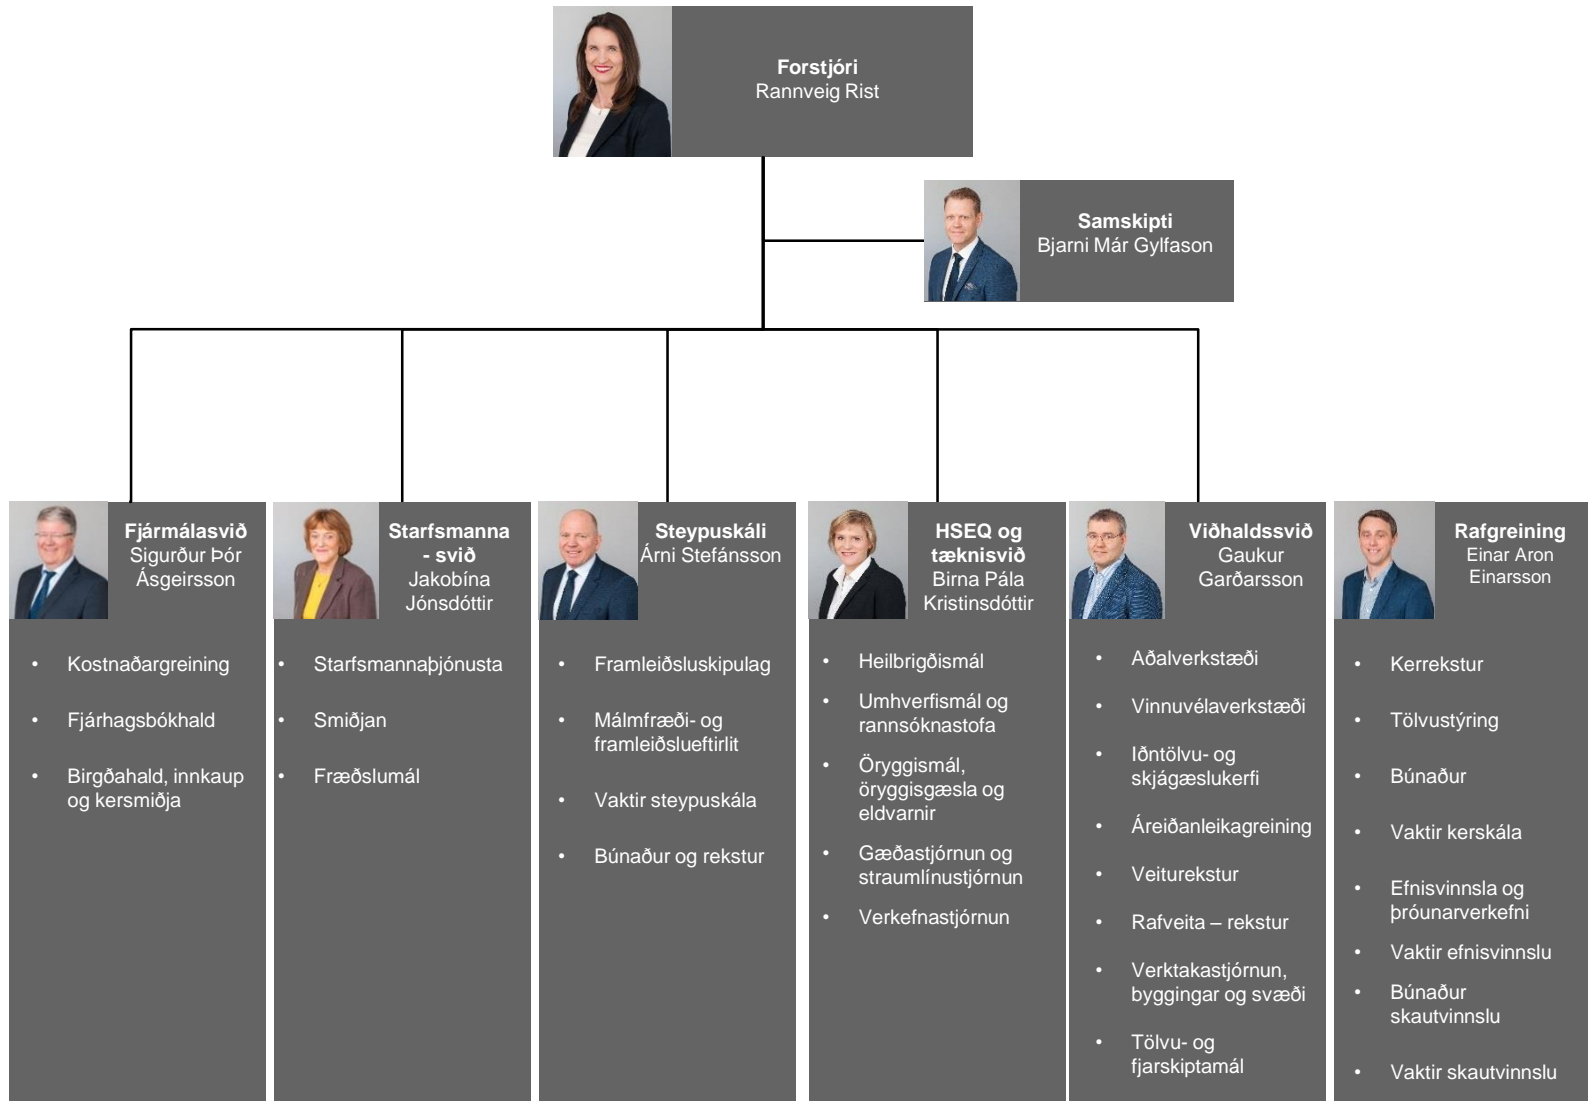 Forstjóri
Rannveig Rist
Samskipti
Bjarni Már Gylfason
Fjármálasvið
Sigurður Þór
Ásgeirsson
• Kostnaðargreining
• Fjárhagsbókhald
• Birgðahald, innkaup
og kersmiðja
Starfsmanna
- svið
Jakobína
Jónsdóttir
• Starfsmannaþjónusta
• Smiðjan
• Fræðslumál
Steypuskáli
Árni Stefánsson
• Framleiðsluskipulag
• Málmfræði- og
framleiðslueftirlit
• Vaktir steypuskála
• Búnaður og rekstur
HSEQ og
tæknisvið
Birna Pála
Kristinsdóttir
• Heilbrigðismál
• Umhverfismál og
rannsóknastofa
• Öryggismál,
öryggisgæsla og
eldvarnir
• Gæðastjórnun og
straumlínustjórnun
• Verkefnastjórnun
Viðhaldssvið
Gaukur
Garðarsson
• Aðalverkstæði
• Vinnuvélaverkstæði
• Iðntölvu- og
skjágæslukerfi
• Áreiðanleikagreining
• Veiturekstur
• Rafveita – rekstur
• Verktakastjórnun,
byggingar og svæði
• Tölvu- og
fjarskiptamál
Rafgreining
Einar Aron
Einarsson
• Kerrekstur
• Tölvustýring
• Búnaður
• Vaktir kerskála
• Efnisvinnsla og
þróunarverkefni
• Vaktir efnisvinnslu
• Búnaður
skautvinnslu
• Vaktir skautvinnslu